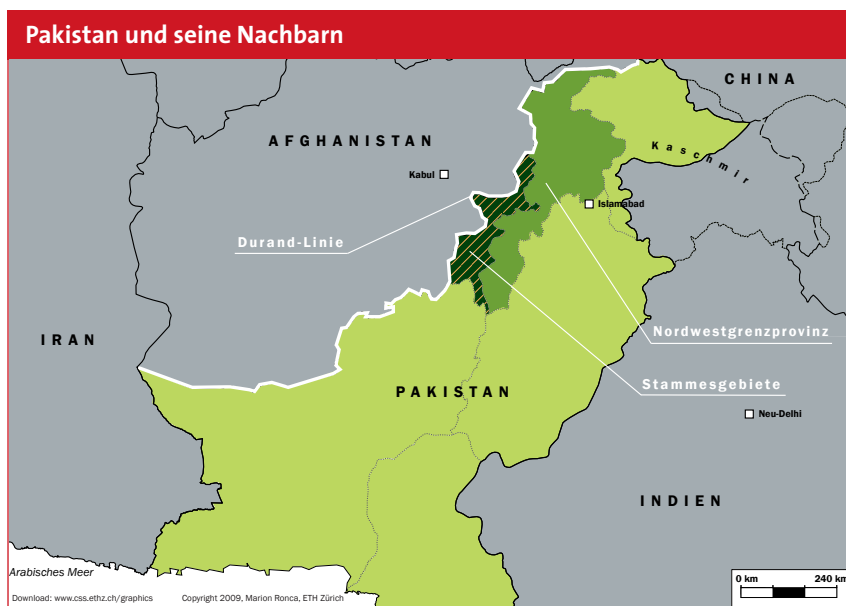 Pakistan und seine Nachbarn
CHINA
AFGHANISTAN
Kaschmir
Kabul
Islamabad
Durand-Linie
Nordwestgrenzprovinz
IRAN
Stammesgebiete
PAKISTAN
Neu-Delhi
INDIEN
Arabisches Meer
0 km 240 km
Download: www.css.ethz.ch/graphics Copyright 2009, Marion Ronca, ETH Zürich